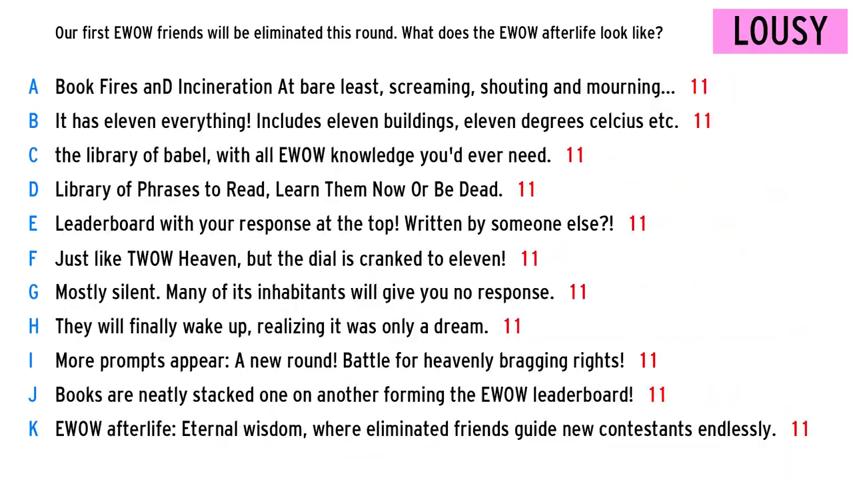 Our first EWOW friends will be eliminated this round. What does the EWOW afterlife look like?
LOUSY
A Book Fires anD Incineration At bare least, screaming, shouting and mourning... 11
B It has eleven everything! Includes eleven buildings, eleven degrees celcius etc. 11
C the library of babel, with all EWOW knowledge you'd ever need. 11
D Library of Phrases to Read, Learn Them Now Or Be Dead. 11
E Leaderboard with your response at the top! Written by someone else?! 11
F Just like TWOW Heaven, but the dial is cranked to eleven! 11
G Mostly silent. Many of its inhabitants will give you no response. 11
H They will finally wake up, realizing it was only a dream. 11
I More prompts appear: A new round! Battle for heavenly bragging rights! 11
J Books are neatly stacked one on another forming the EWOW leaderboard! 11
K EWOW afterlife: Eternal wisdom, where eliminated friends guide new contestants endlessly. 11